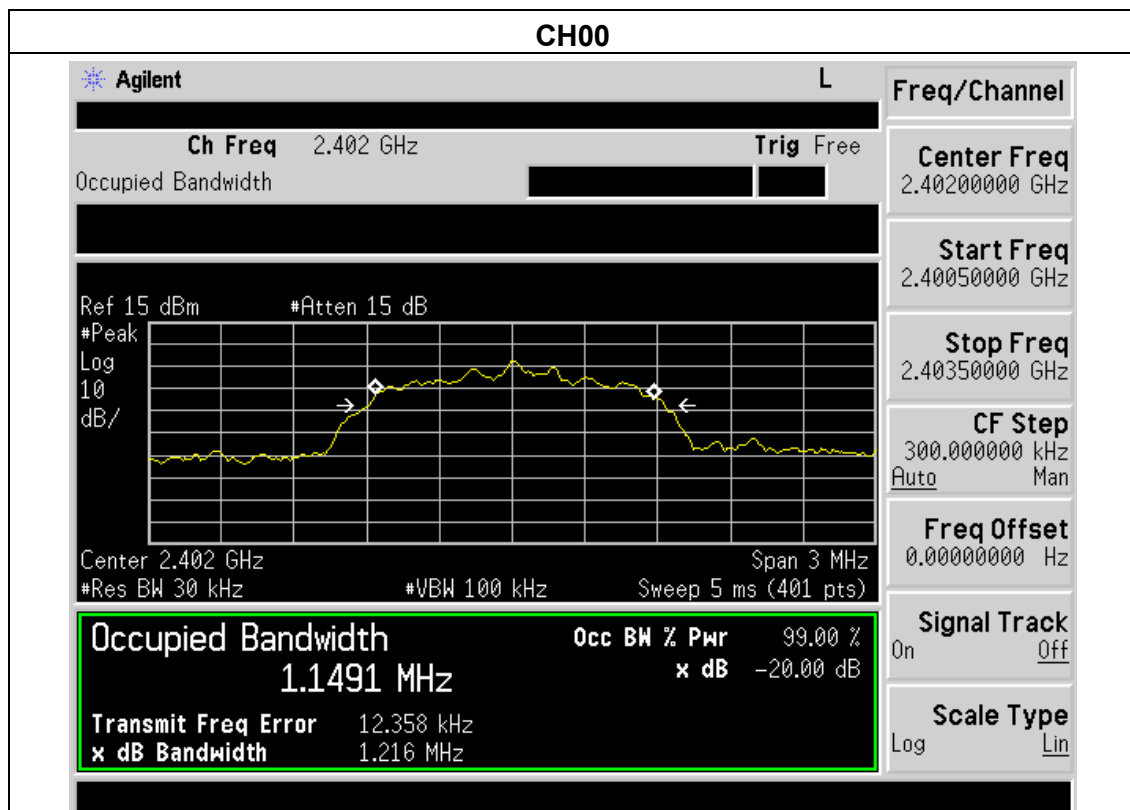 CH00
Agilent L
Ch Freq 2.402 GHz Trig Free
Occupied Bandwidth
Ref 15 dBm #Atten 15 dB
#Peak
Log
10
dB/
Center 2.402 GHz Span 3 MHz
#Res BW 30 kHz #VBW 100 kHz Sweep 5 ms (401 pts)
Occupied Bandwidth
1.1491 MHz
Occ BW % Pwr 99.00 %
x dB -20.00 dB
Transmit Freq Error 12.358 kHz
x dB Bandwidth 1.216 MHz
Freq/Channel
Center Freq
2.40200000 GHz
Start Freq
2.40050000 GHz
Stop Freq
2.40350000 GHz
CF Step
300.000000 kHz
Auto Man
Freq Offset
0.00000000 Hz
Signal Track
On Off
Scale Type
Log Lin